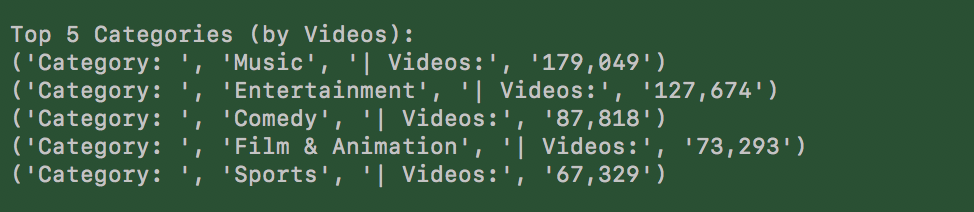 Top 5 Categories (by Videos):
('Category: ', 'Music', '| Videos:', '179,049')
('Category: ', 'Entertainment', '| Videos:', '127,674')
('Category: ', 'Comedy', '| Videos:', '87,818')
('Category: ', 'Film & Animation', '| Videos:', '73,293')
('Category: ', 'Sports', '| Videos:', '67,329')